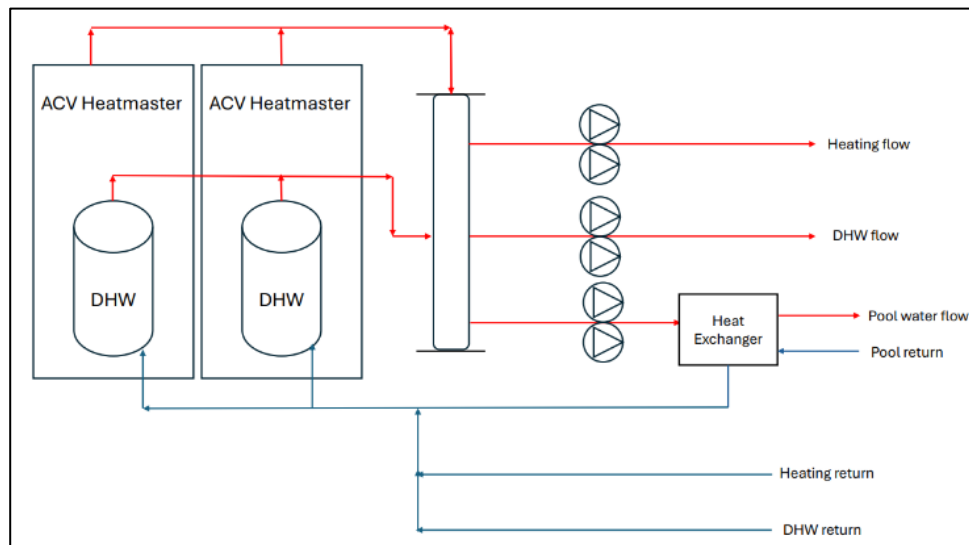 ACV Heatmaster
ACV Heatmaster
DHW
DHW
Heating flow
DHW flow
Heat
Exchanger
Pool water flow
Pool return
Heating return
DHW return